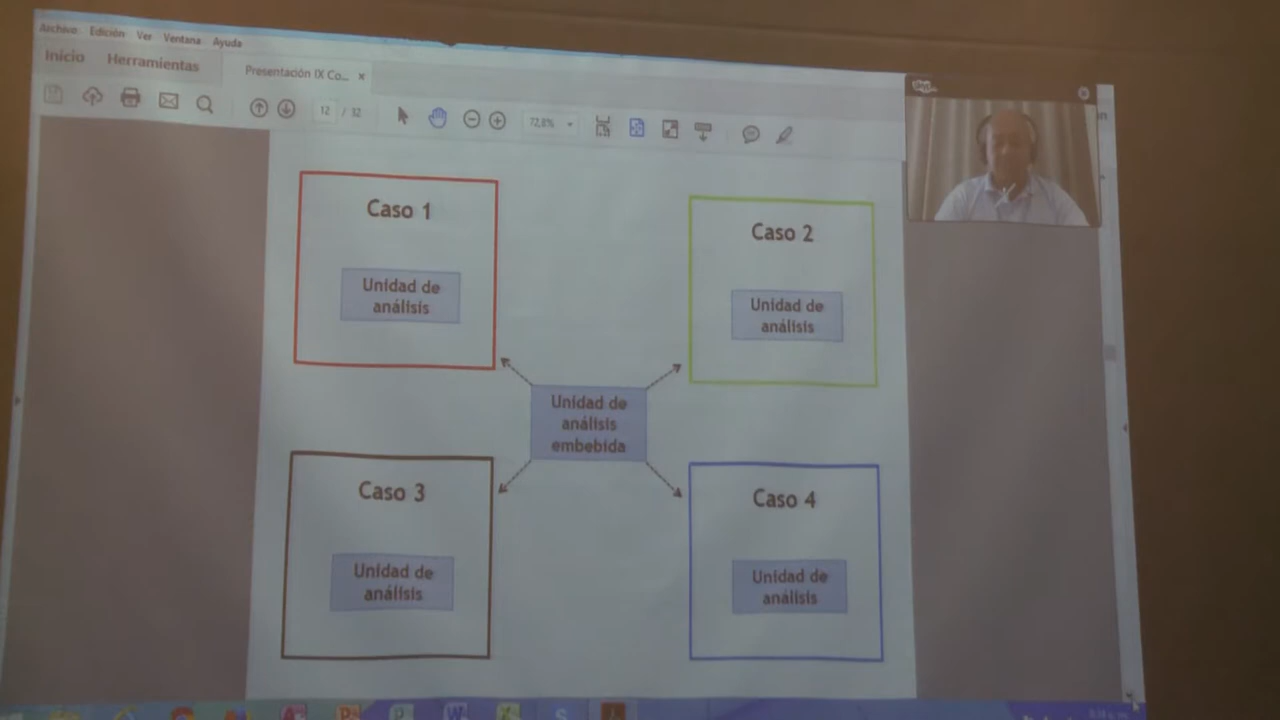 Archivo Edición Ver Ventana Ayuda
Inicio Herramientas Presentación IX Co... ×
12 / 32 72,8%
Caso 1
Unidad de
análisis
Caso 2
Unidad de
análisis
Unidad de
análisis
embebida
Caso 3
Unidad de
análisis
Caso 4
Unidad de
análisis